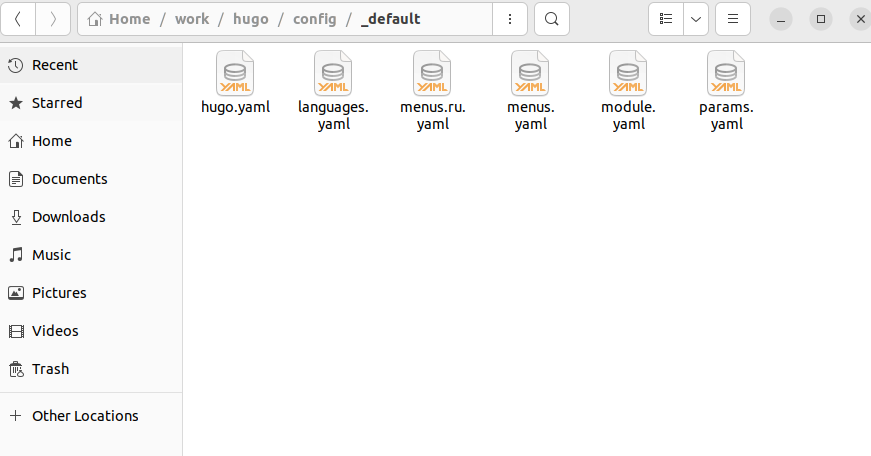 Home / work / hugo / config / _default
Recent
Starred
Home
Documents
Downloads
Music
Pictures
Videos
Trash
Other Locations
YAML YAML YAML YAML YAML YAML
hugo.yaml languages. menus.ru. menus. module. params.
yaml yaml yaml yaml yaml